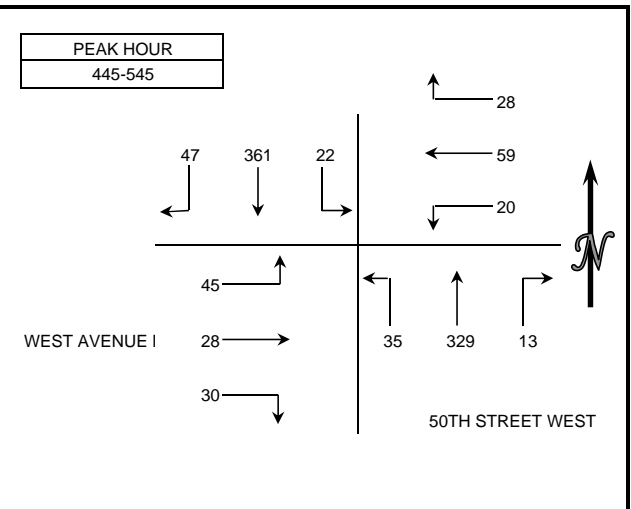 PEAK HOUR
445-545
28
47 361 22
59
20
45
WEST AVENUE I 28
35 329 13
30
50TH STREET WEST
N